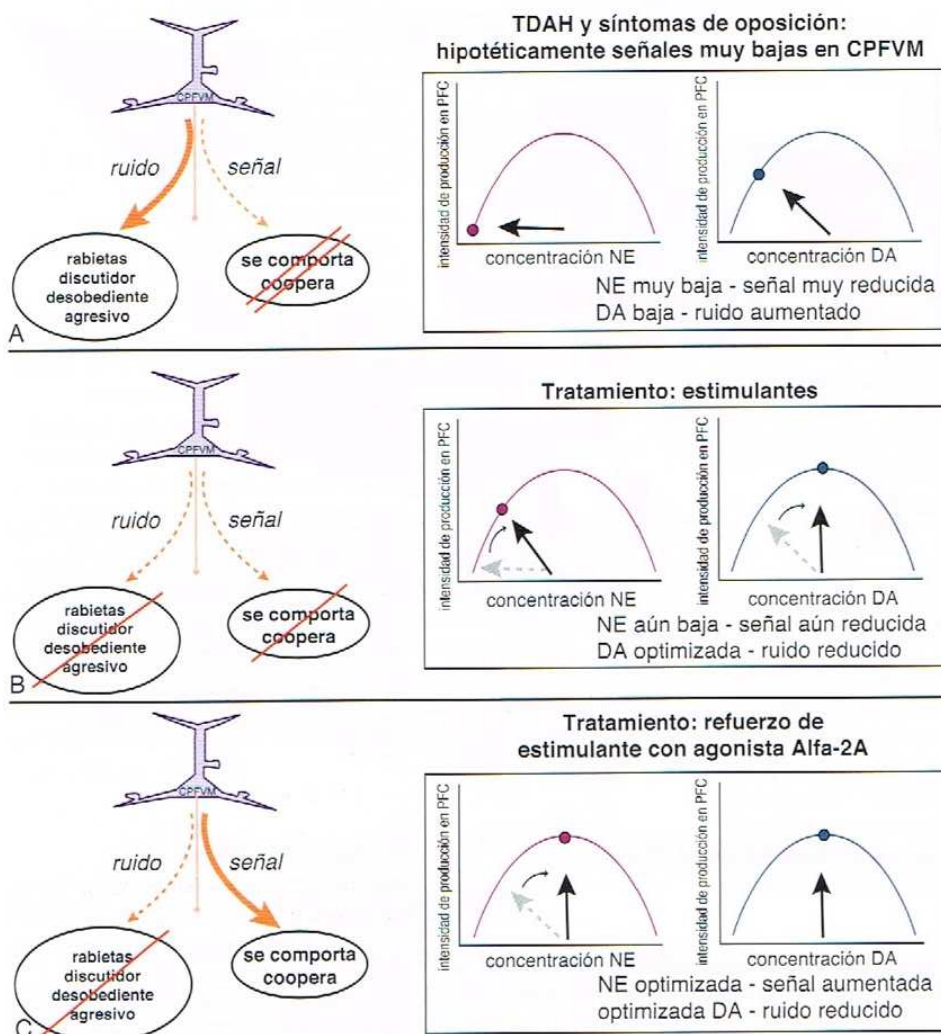 TDAH y síntomas de oposición:
hipotéticamente señales muy bajas en CPFVM
CPFVM
ruido
señal
rabietas
discutidor
desobediente
agresivo
se comporta
coopera
A
intensidad de producción en PFC
concentración NE
intensidad de producción en PFC
concentración DA
NE muy baja - señal muy reducida
DA baja - ruido aumentado
Tratamiento: estimulantes
CPFVM
ruido
señal
rabietas
discutidor
desobediente
agresivo
se comporta
coopera
B
intensidad de producción en PFC
concentración NE
intensidad de producción en PFC
concentración DA
NE aún baja - señal aún reducida
DA optimizada - ruido reducido
Tratamiento: refuerzo de
estimulante con agonista Alfa-2A
CPFVM
ruido
señal
rabietas
discutidor
desobediente
agresivo
se comporta
coopera
C
intensidad de producción en PFC
concentración NE
intensidad de producción en PFC
concentración DA
NE optimizada - señal aumentada
optimizada DA - ruido reducido